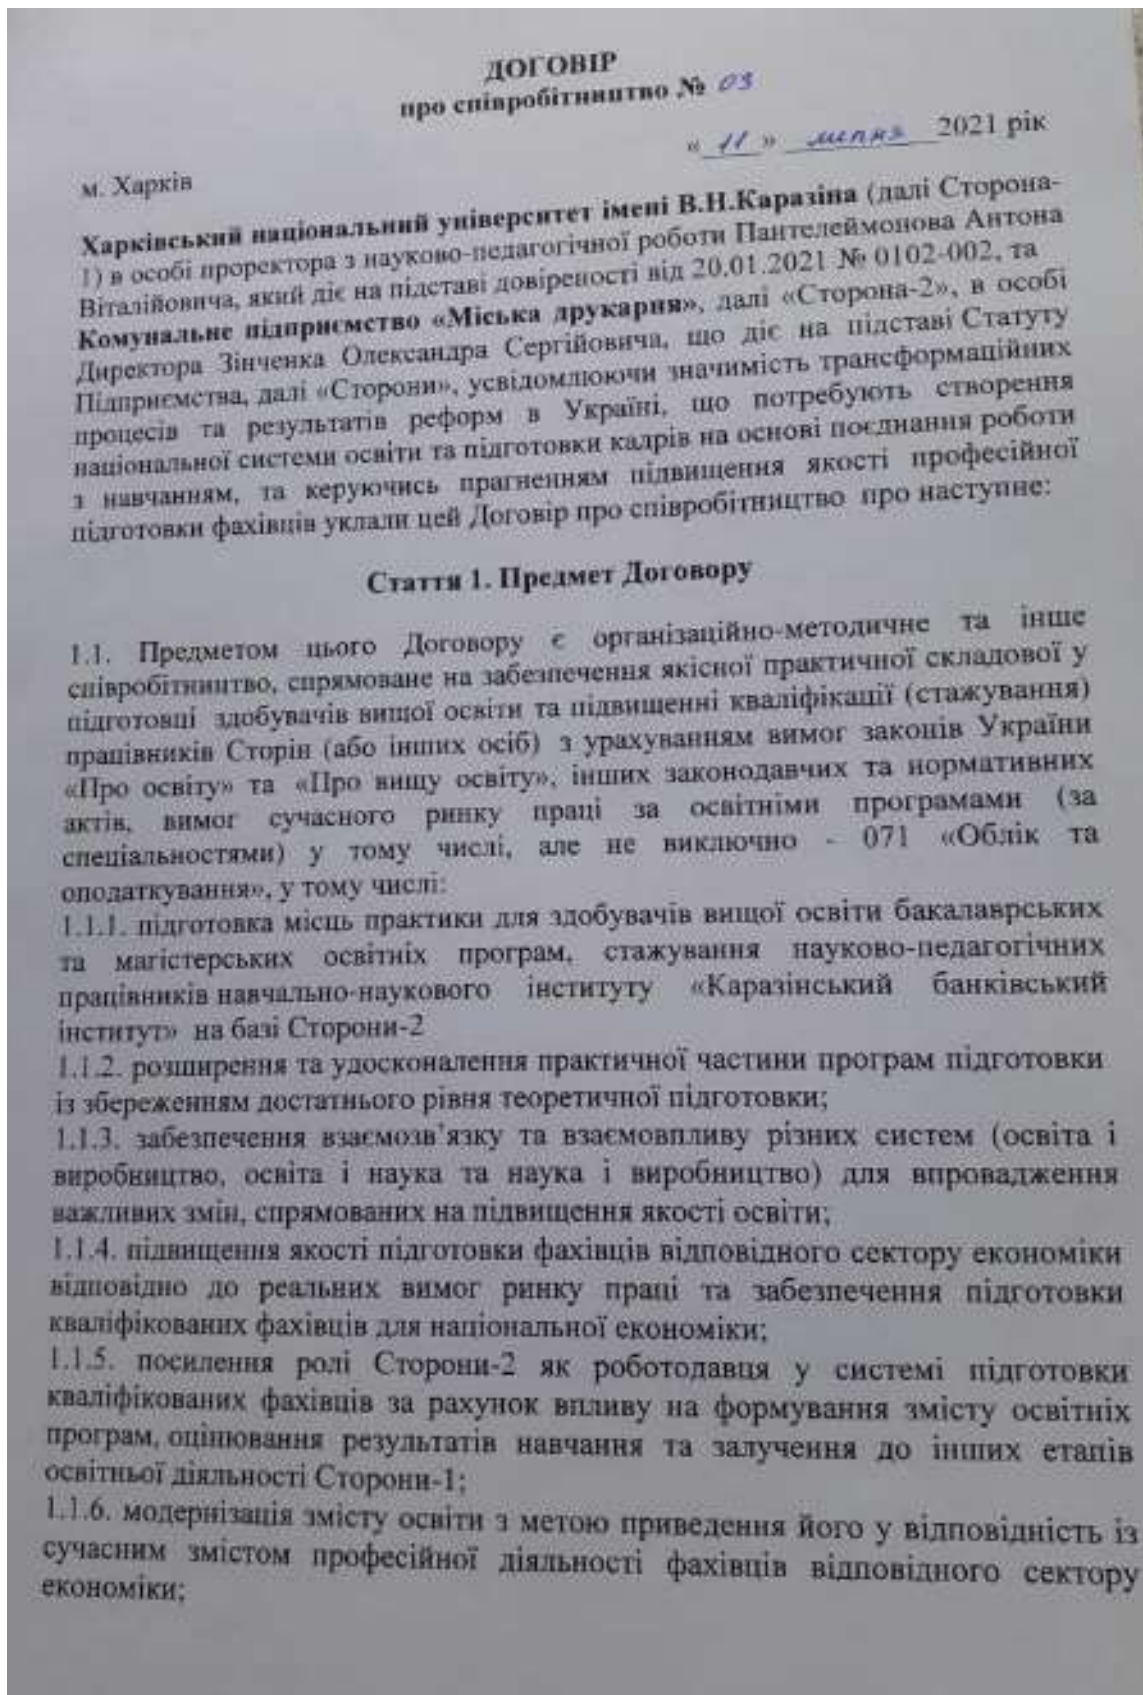 ДОГОВІР
про співробітництво № 03
« 11 » липня 2021 рік
м. Харків
Харківський національний університет імені В.Н.Каразіна (далі Сторона-
1) в особі проректора з науково-педагогічної роботи Пантелеймонова Антона
Віталійовича, який діє на підставі довіреності від 20.01.2021 № 0102-002, та
Комунальне підприємство «Міська друкарня», далі «Сторона-2», в особі
Директора Зінченка Олександра Сергійовича, що діє на підставі Статуту
Підприємства, далі «Сторони», усвідомлюючи значимість трансформаційних
процесів та результатів реформ в Україні, що потребують створення
національної системи освіти та підготовки кадрів на основі поєднання роботи
з навчанням, та керуючись прагненням підвищення якості професійної
підготовки фахівців уклали цей Договір про співробітництво про наступне:
Стаття 1. Предмет Договору
1.1. Предметом цього Договору є організаційно-методичне та інше
співробітництво, спрямоване на забезпечення якісної практичної складової у
підготовці здобувачів вищої освіти та підвищенні кваліфікації (стажування)
працівників Сторін (або інших осіб) з урахуванням вимог законів України
«Про освіту» та «Про вищу освіту», інших законодавчих та нормативних
актів, вимог сучасного ринку праці за освітніми програмами (за
спеціальностями) у тому числі, але не виключно - 071 «Облік та
оподаткування», у тому числі:
1.1.1. підготовка місць практики для здобувачів вищої освіти бакалаврських
та магістерських освітніх програм, стажування науково-педагогічних
працівників навчально-наукового інституту «Каразінський банківський
інститут» на базі Сторони-2
1.1.2. розширення та удосконалення практичної частини програм підготовки
із збереженням достатнього рівня теоретичної підготовки;
1.1.3. забезпечення взаємозв’язку та взаємовпливу різних систем (освіта і
виробництво, освіта і наука та наука і виробництво) для впровадження
важливих змін, спрямованих на підвищення якості освіти;
1.1.4. підвищення якості підготовки фахівців відповідного сектору економіки
відповідно до реальних вимог ринку праці та забезпечення підготовки
кваліфікованих фахівців для національної економіки;
1.1.5. посилення ролі Сторони-2 як роботодавця у системі підготовки
кваліфікованих фахівців за рахунок впливу на формування змісту освітніх
програм, оцінювання результатів навчання та залучення до інших етапів
освітньої діяльності Сторони-1;
1.1.6. модернізація змісту освіти з метою приведення його у відповідність із
сучасним змістом професійної діяльності фахівців відповідного сектору
економіки;